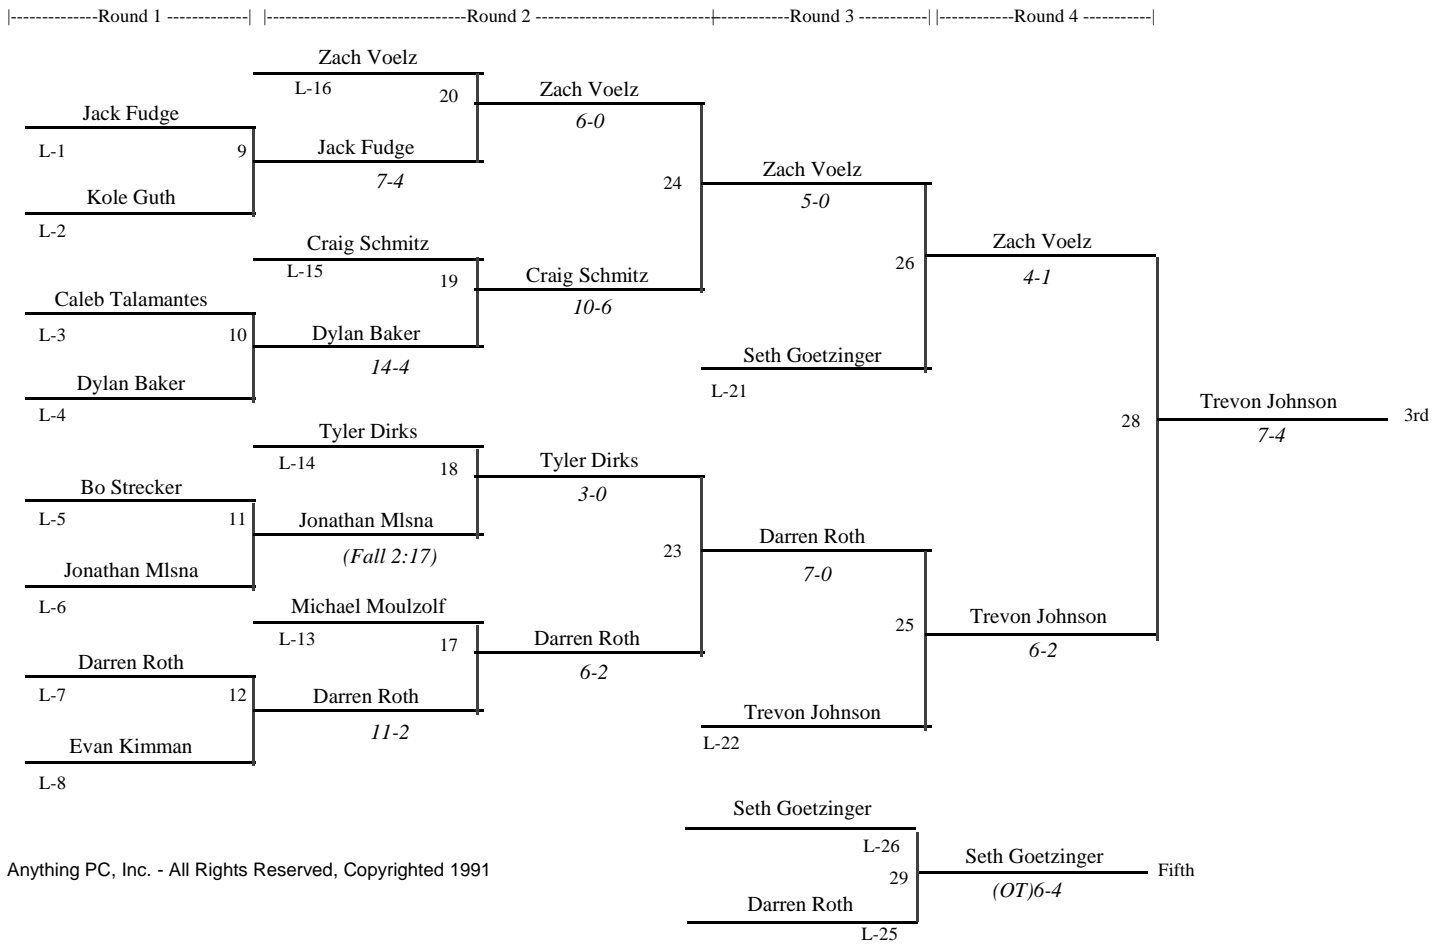 |--------------Round 1 --------------| |----------------------------------Round 2 ------------------------------+-------------Round 3 ------------| |-------------Round 4 ------------|
Zach Voelz
L-16
20
Zach Voelz
6-0
Jack Fudge
L-1
9
Jack Fudge
7-4
Kole Guth
L-2
24
Zach Voelz
5-0
Craig Schmitz
L-15
19
Craig Schmitz
10-6
26
Zach Voelz
4-1
Caleb Talamantes
L-3
10
Dylan Baker
14-4
Dylan Baker
L-4
Seth Goetzinger
L-21
28
Trevon Johnson
7-4
3rd
Tyler Dirks
L-14
18
Tyler Dirks
3-0
Bo Strecker
L-5
11
Jonathan Mlsna
(Fall 2:17)
Jonathan Mlsna
L-6
23
Darren Roth
7-0
Michael Moulzolf
L-13
17
Darren Roth
6-2
25
Trevon Johnson
6-2
Darren Roth
L-7
12
Darren Roth
11-2
Evan Kimman
L-8
Trevon Johnson
L-22
Seth Goetzinger
L-26
29
Seth Goetzinger
(OT)6-4
Fifth
Darren Roth
L-25
Anything PC, Inc. - All Rights Reserved, Copyrighted 1991